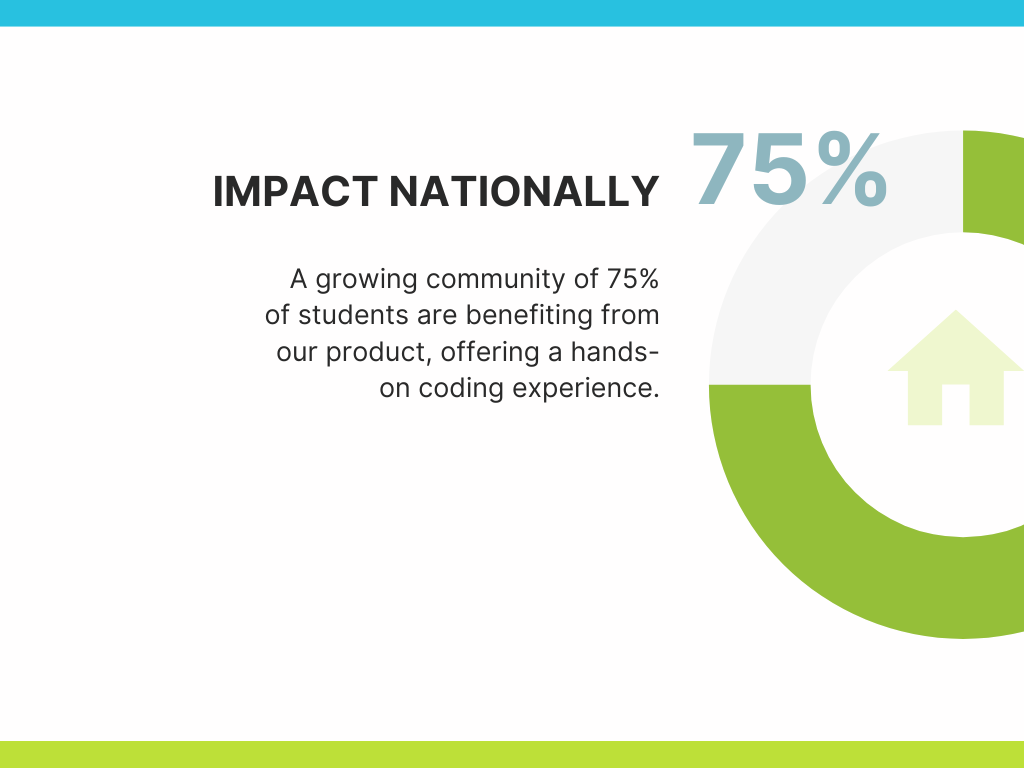 IMPACT NATIONALLY
75%
A growing community of 75%
of students are benefiting from
our product, offering a hands-
on coding experience.